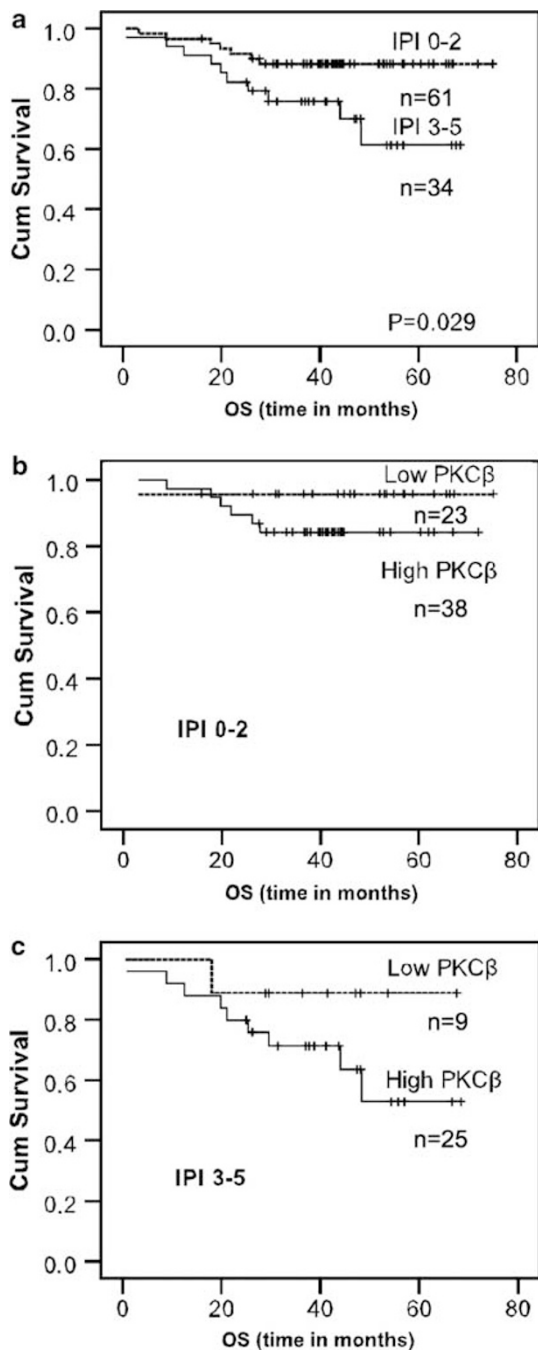 a
1.0
0.8
0.6
0.4
0.2
0.0
Cum Survival
IPI 0-2
n=61
IPI 3-5
n=34
P=0.029
0 20 40 60 80
OS (time in months)
b
1.0
0.8
0.6
0.4
0.2
0.0
Cum Survival
Low PKCβ
n=23
High PKCβ
n=38
IPI 0-2
0 20 40 60 80
OS (time in months)
c
1.0
0.8
0.6
0.4
0.2
0.0
Cum Survival
Low PKCβ
n=9
High PKCβ
n=25
IPI 3-5
0 20 40 60 80
OS (time in months)